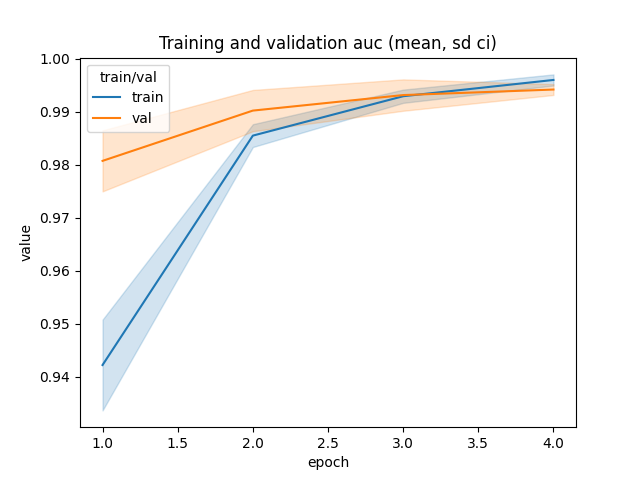 Training and validation auc (mean, sd ci)
train/val
train
val
value
1.00
0.99
0.98
0.97
0.96
0.95
0.94
1.0 1.5 2.0 2.5 3.0 3.5 4.0
epoch